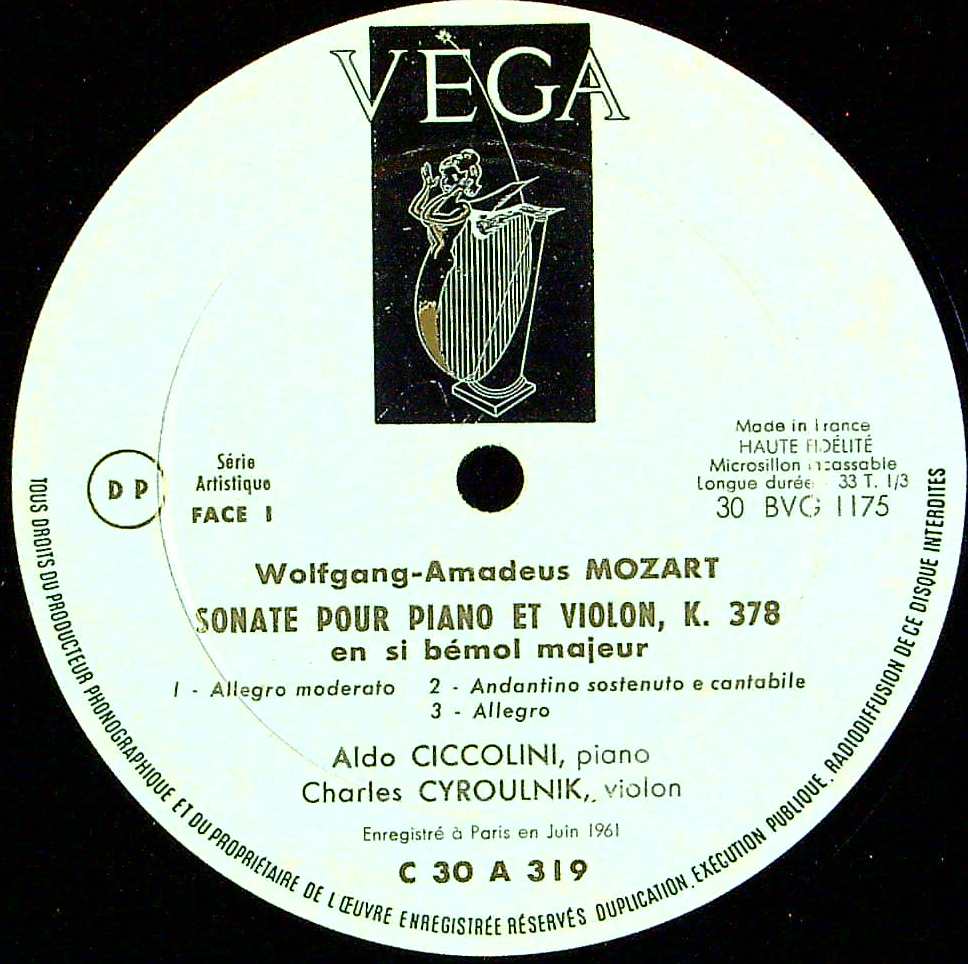 VÉGA
D P
Série
Artistique
FACE 1
Made in France
HAUTE FIDÉLITÉ
Microsillon incassable
Longue durée - 33 T. 1/3
30 BVG 1175
Wolfgang-Amadeus MOZART
SONATE POUR PIANO ET VIOLON, K. 378
en si bémol majeur
1 - Allegro moderato 2 - Andantino sostenuto e cantabile
3 - Allegro
Aldo CICCOLINI, piano
Charles CYROULNIK, violon
Enregistré à Paris en Juin 1961
C 30 A 319
TOUS DROITS DU PRODUCTEUR PHONOGRAPHIQUE ET DU PROPRIÉTAIRE DE L'ŒUVRE ENREGISTRÉE RÉSERVÉS DUPLICATION. EXÉCUTION PUBLIQUE. RADIODIFFUSION DE CE DISQUE INTERDITES